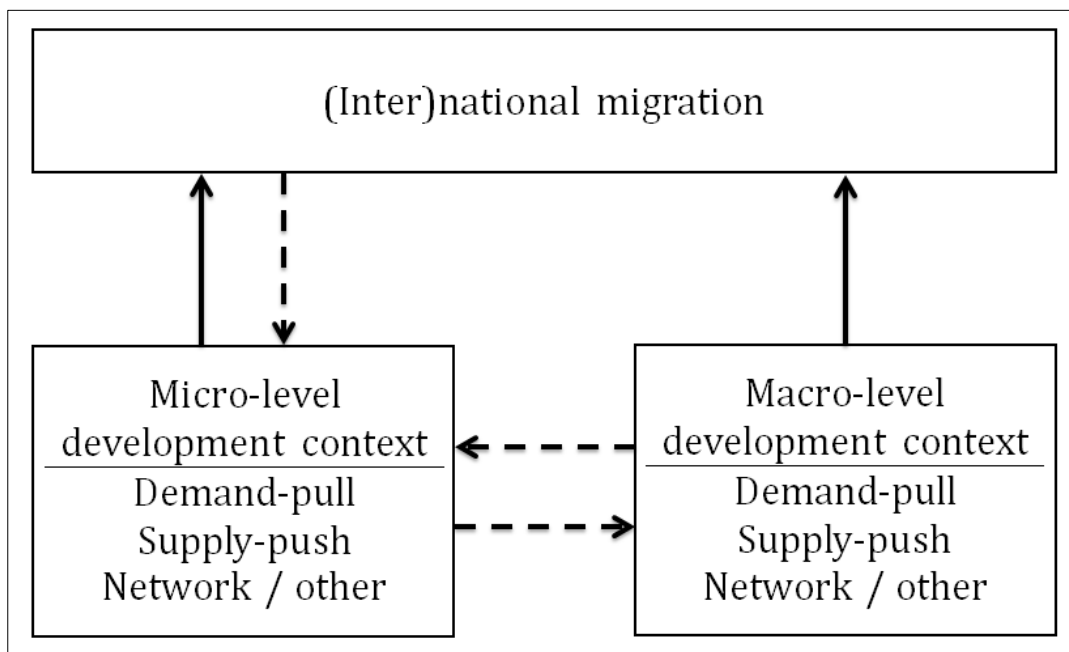 (Inter)national migration
Micro-level
development context
Demand-pull
Supply-push
Network / other
Macro-level
development context
Demand-pull
Supply-push
Network / other